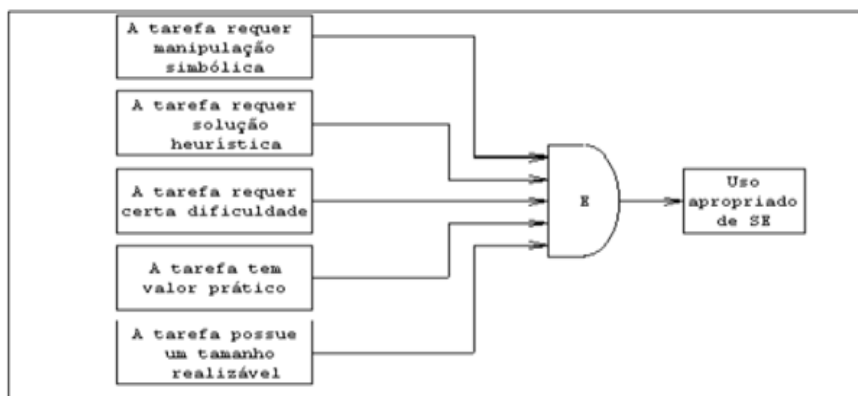 A tarefa requer
manipulação
simbólica
A tarefa requer
solução
heurística
A tarefa requer
certa dificuldade
A tarefa tem
valor prático
A tarefa possue
um tamanho
realizável
E
Uso
apropriado
de SE